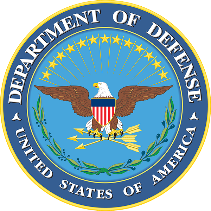 DEPARTMENT OF DEFENSE
UNITED STATES OF AMERICA